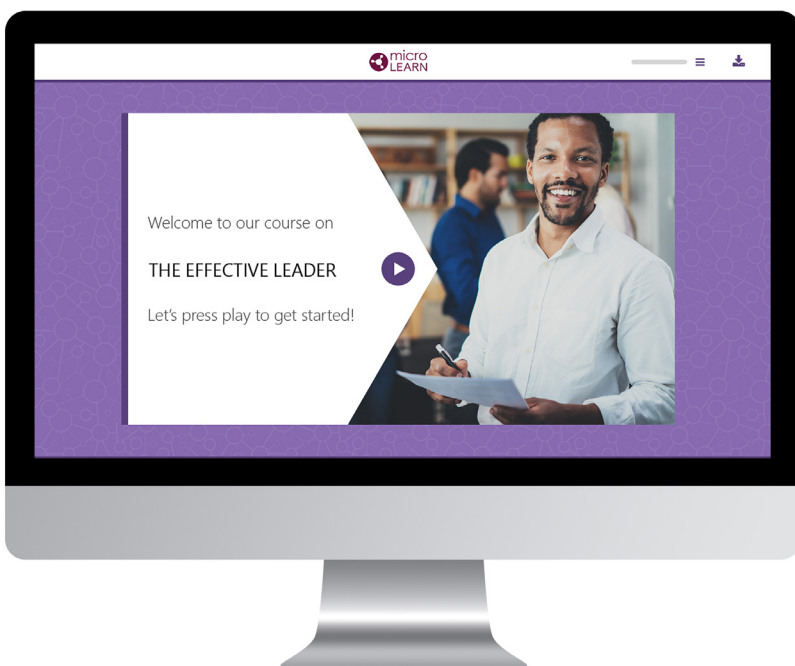 micro
LEARN
Welcome to our course on
THE EFFECTIVE LEADER
Let's press play to get started!